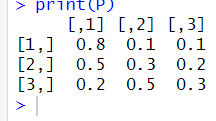 > print(P)
     [,1] [,2] [,3]
[1,]  0.8  0.1  0.1
[2,]  0.5  0.3  0.2
[3,]  0.2  0.5  0.3
>